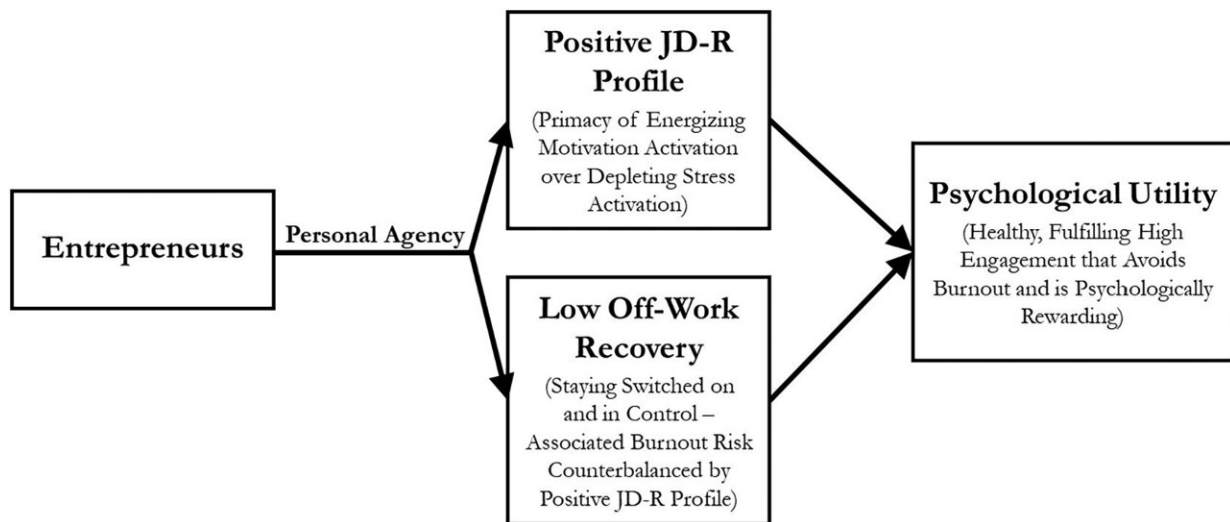 Entrepreneurs
Personal Agency
Positive JD-R
Profile
(Primacy of Energizing
Motivation Activation
over Depleting Stress
Activation)
Low Off-Work
Recovery
(Staying Switched on
and in Control –
Associated Burnout Risk
Counterbalanced by
Positive JD-R Profile)
Psychological Utility
(Healthy, Fulfilling High
Engagement that Avoids
Burnout and is Psychologically
Rewarding)